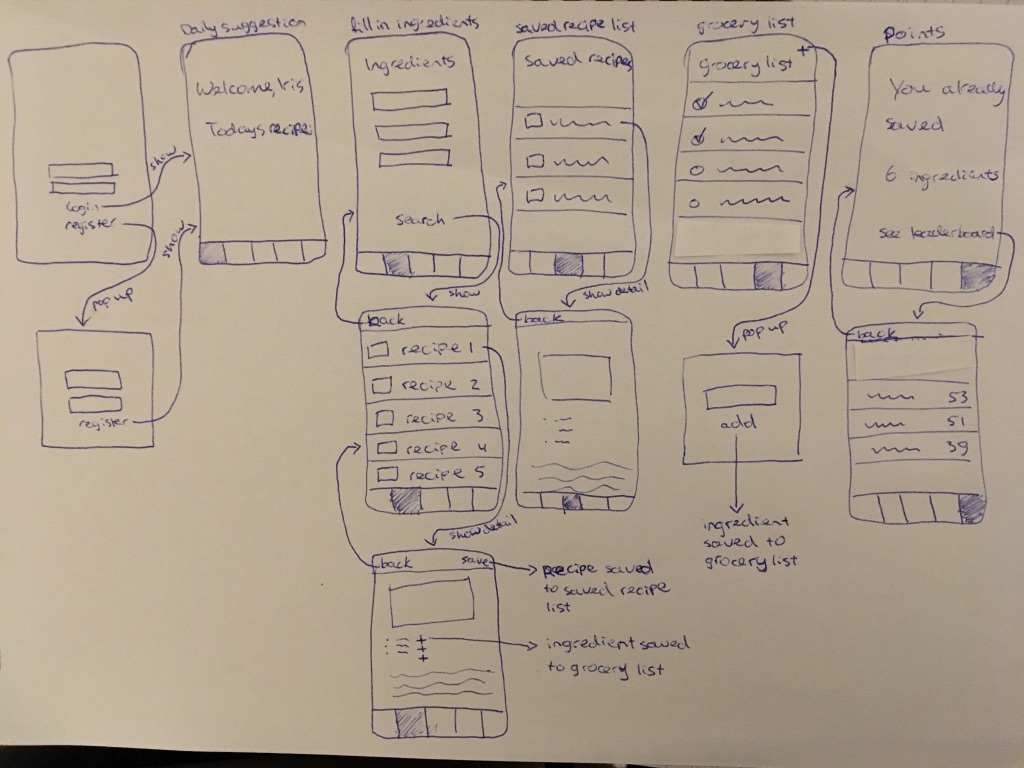 Daily suggestion
fill in ingredients
saved recipe list
grocery list
points
login
register
show
pop up
register
show
Welcome, Iris
Todays recipe:
Ingredients
search
show
back
recipe 1
recipe 2
recipe 3
recipe 4
recipe 5
show detail
back
save
recipe saved
to saved recipe
list
+
+
+
ingredient saved
to grocery list
saved recipes
show detail
back
grocery list
+
pop up
add
ingredient
saved to
grocery list
You already
saved
6 ingredients
see leaderboard
back
53
51
39